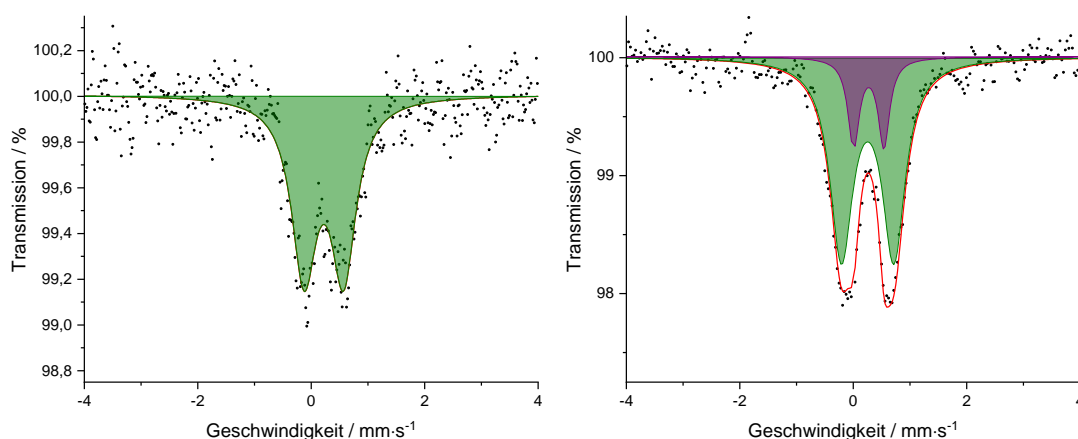 100,2
100,0
99,8
99,6
99,4
99,2
99,0
98,8
Transmission / %
-4 -2 0 2 4
Geschwindigkeit / mm·s-1
100
99
98
Transmission / %
-4 -2 0 2 4
Geschwindigkeit / mm·s-1